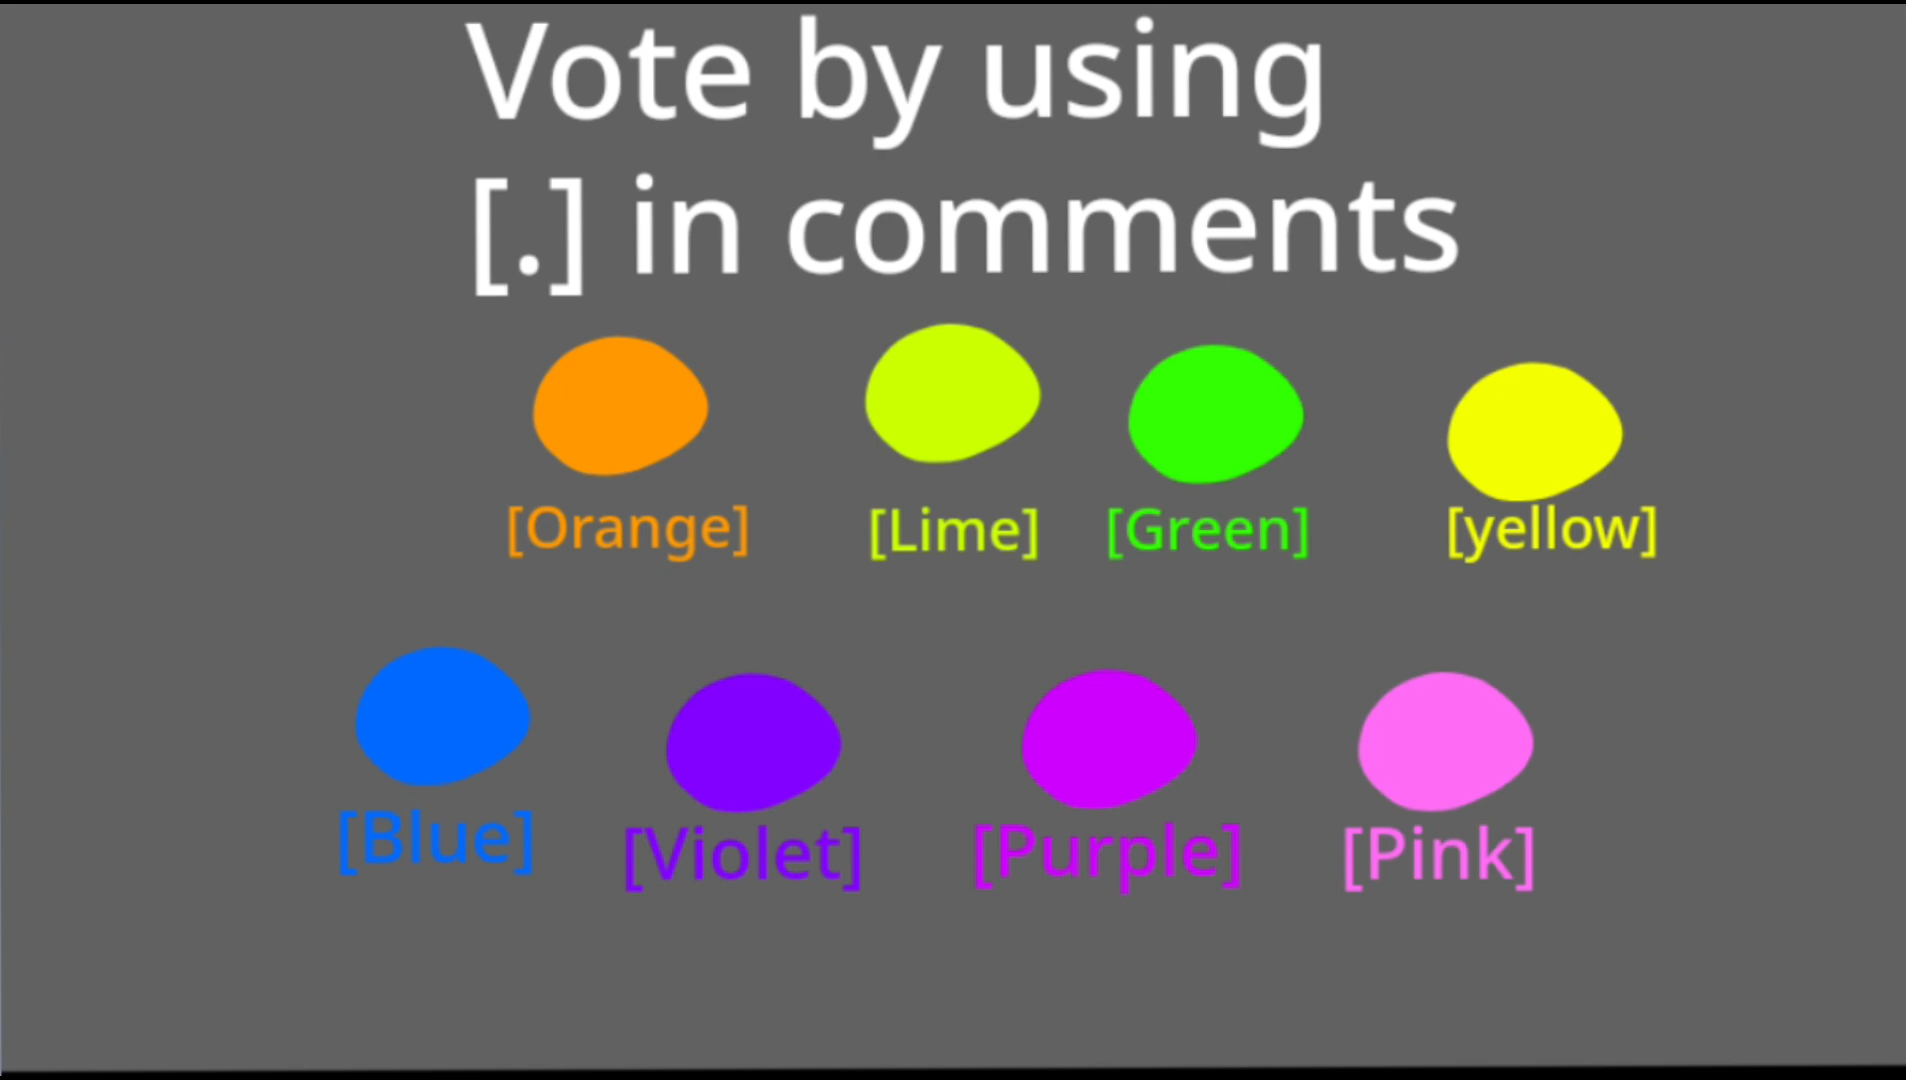 Vote by using
[.] in comments
[Orange] [Lime] [Green] [yellow]
[Blue] [Violet] [Purple] [Pink]